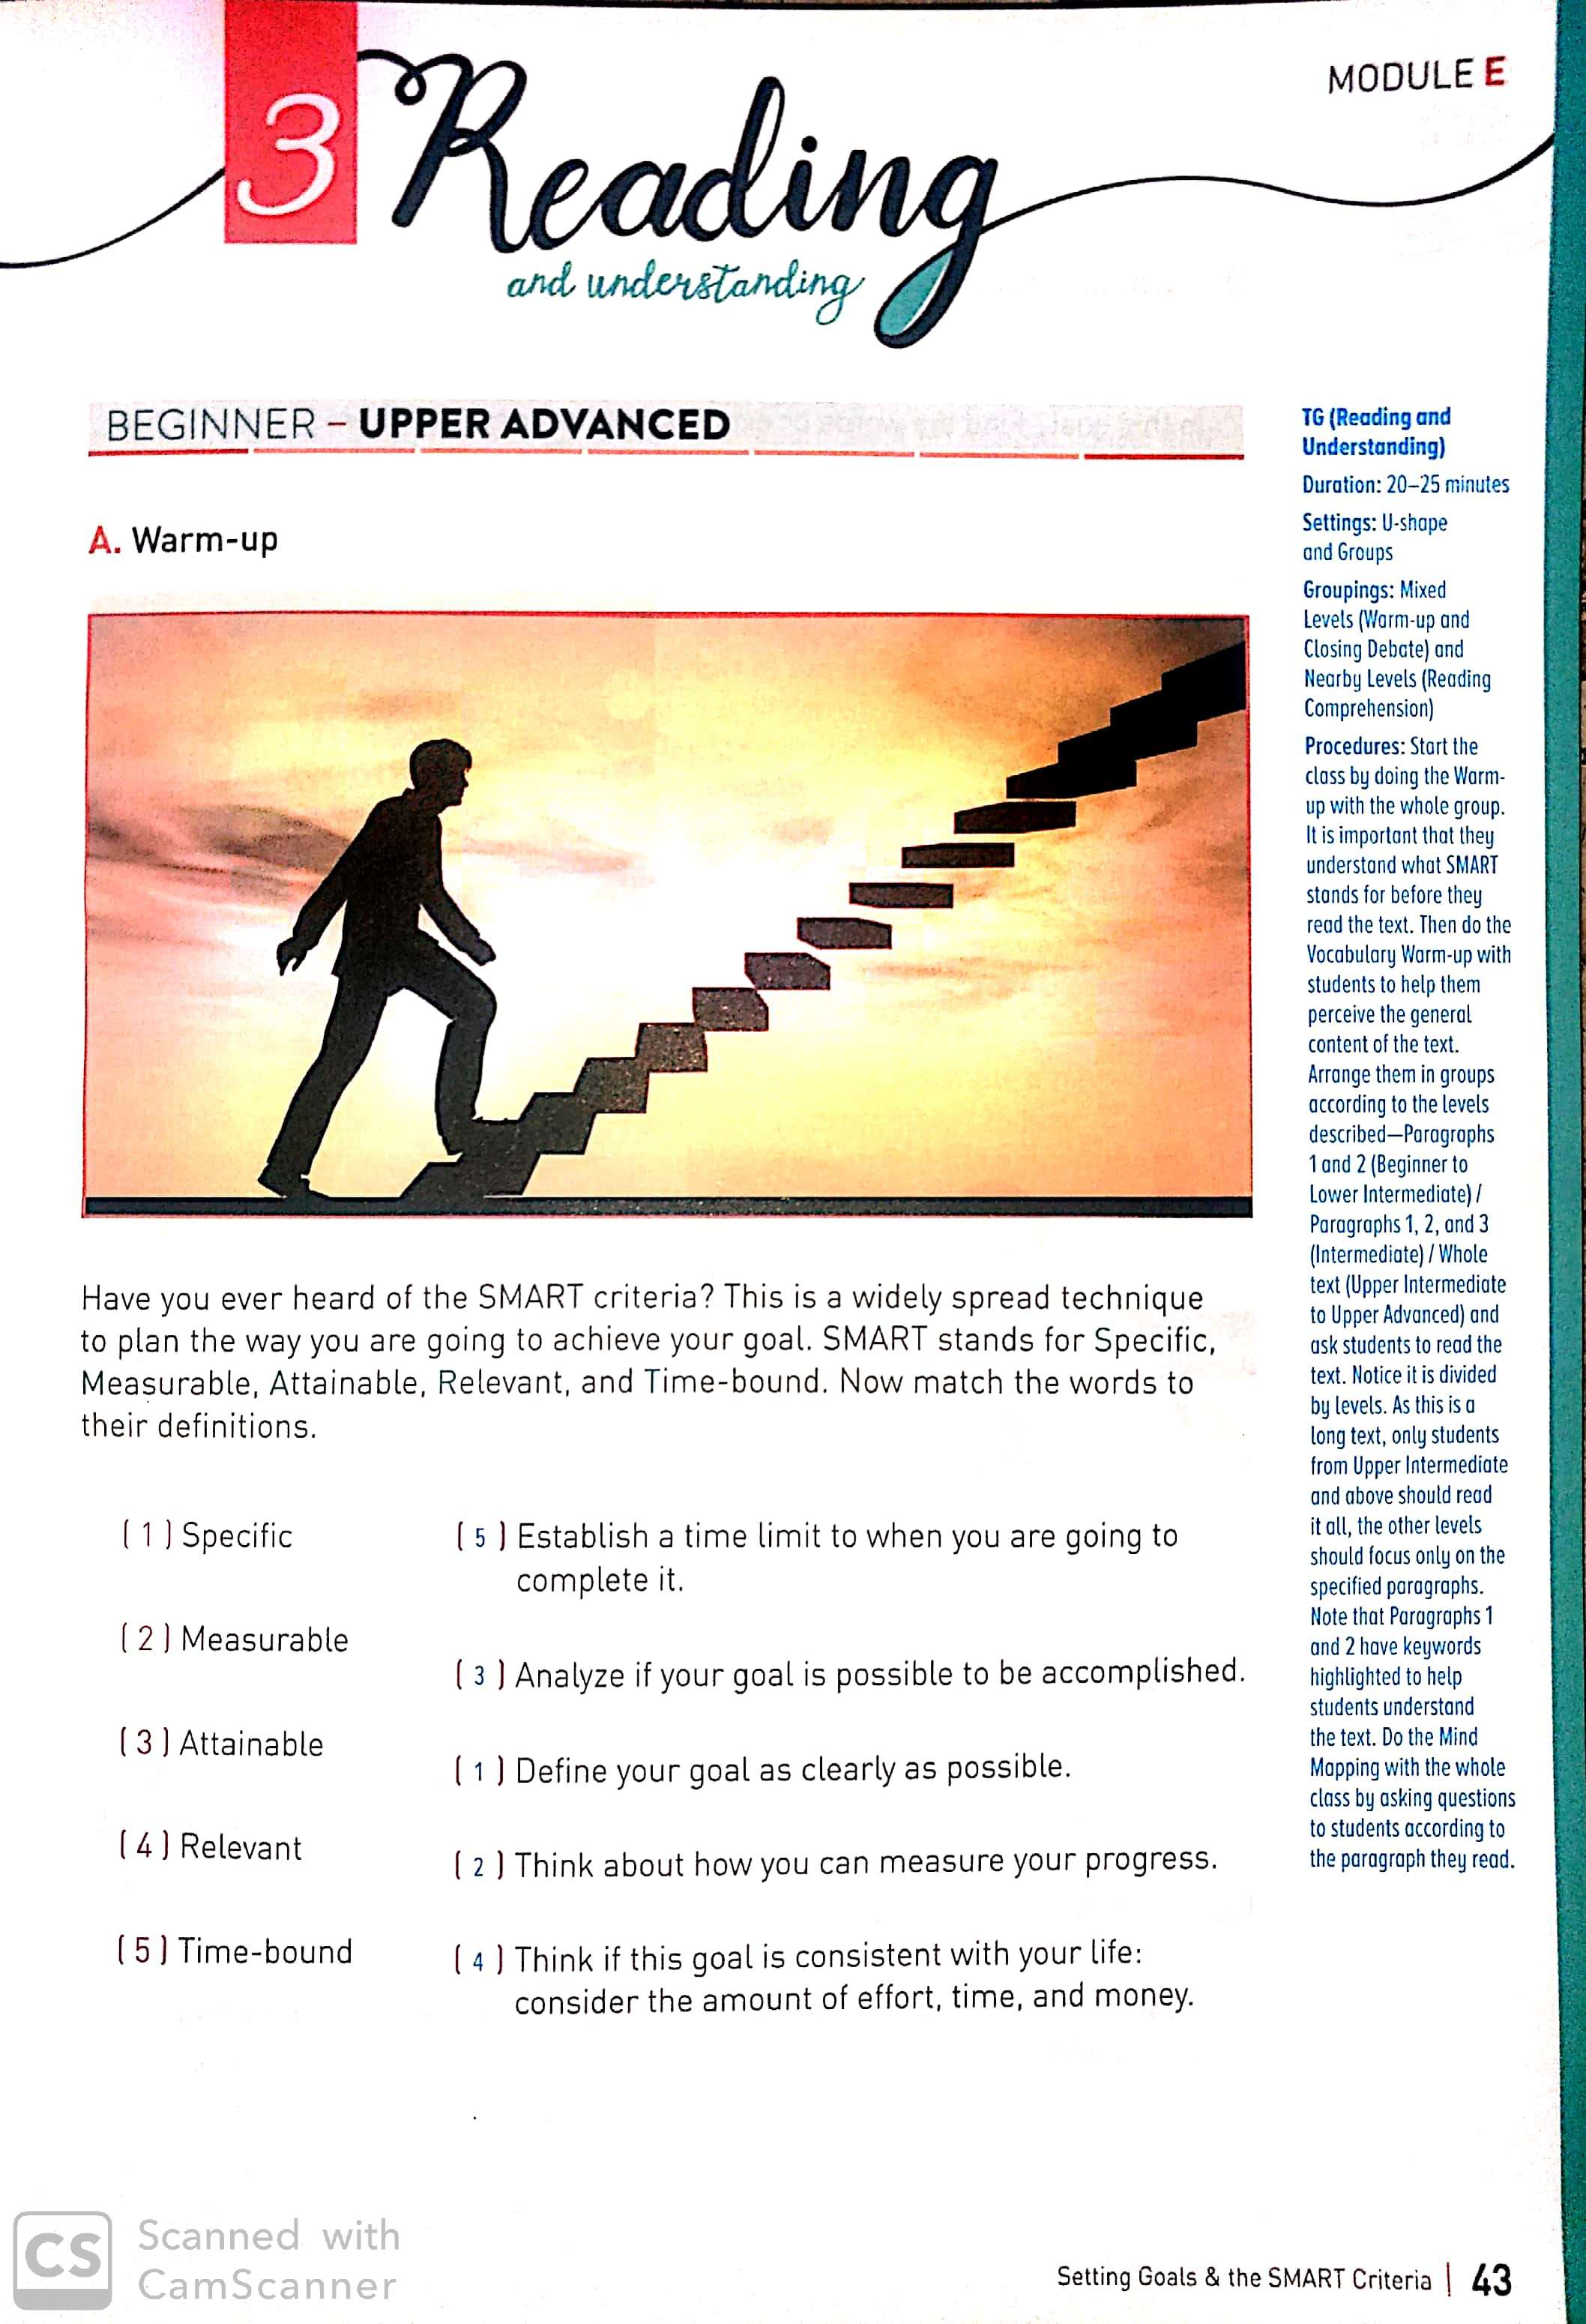 MODULE E
3 Reading
and understanding
BEGINNER – UPPER ADVANCED
A. Warm-up
Have you ever heard of the SMART criteria? This is a widely spread technique
to plan the way you are going to achieve your goal. SMART stands for Specific,
Measurable, Attainable, Relevant, and Time-bound. Now match the words to
their definitions.
( 1 ) Specific
( 2 ) Measurable
( 3 ) Attainable
( 4 ) Relevant
( 5 ) Time-bound
( 5 ) Establish a time limit to when you are going to
complete it.
( 3 ) Analyze if your goal is possible to be accomplished.
( 1 ) Define your goal as clearly as possible.
( 2 ) Think about how you can measure your progress.
( 4 ) Think if this goal is consistent with your life:
consider the amount of effort, time, and money.
TG (Reading and
Understanding)
Duration: 20–25 minutes
Settings: U-shape
and Groups
Groupings: Mixed
Levels (Warm-up and
Closing Debate) and
Nearby Levels (Reading
Comprehension)
Procedures: Start the
class by doing the Warm-
up with the whole group.
It is important that they
understand what SMART
stands for before they
read the text. Then do the
Vocabulary Warm-up with
students to help them
perceive the general
content of the text.
Arrange them in groups
according to the levels
described—Paragraphs
1 and 2 (Beginner to
Lower Intermediate) /
Paragraphs 1, 2, and 3
(Intermediate) / Whole
text (Upper Intermediate
to Upper Advanced) and
ask students to read the
text. Notice it is divided
by levels. As this is a
long text, only students
from Upper Intermediate
and above should read
it all, the other levels
should focus only on the
specified paragraphs.
Note that Paragraphs 1
and 2 have keywords
highlighted to help
students understand
the text. Do the Mind
Mapping with the whole
class by asking questions
to students according to
the paragraph they read.
CS Scanned with
CamScanner
Setting Goals & the SMART Criteria | 43